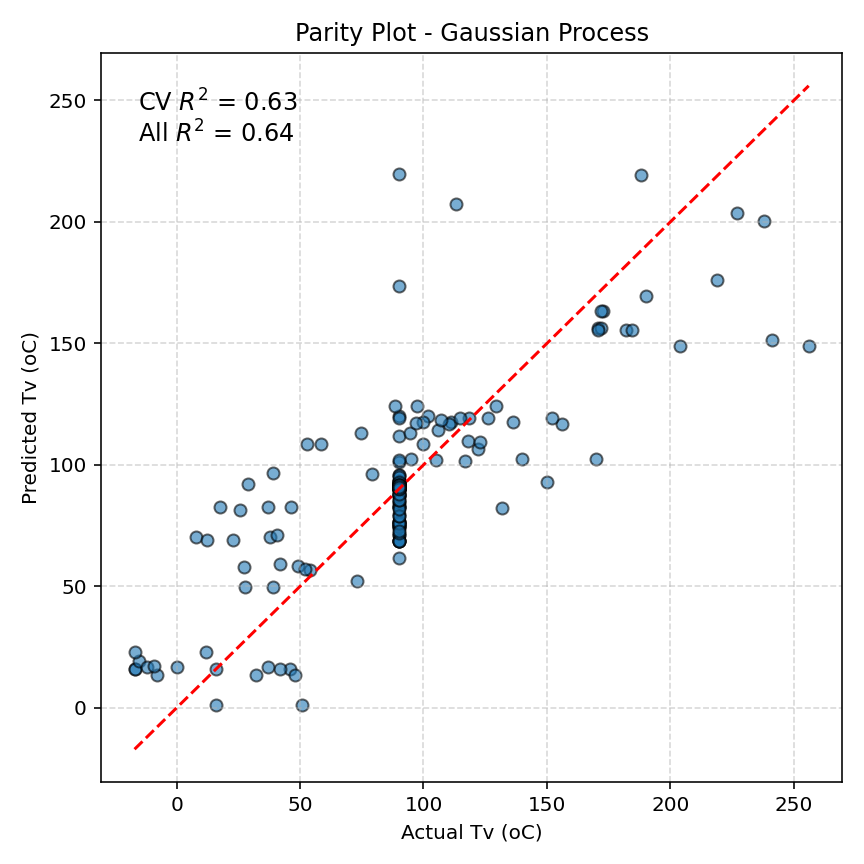 Parity Plot - Gaussian Process
CV R² = 0.63
All R² = 0.64
250
200
150
100
50
0
Predicted Tv (oC)
0 50 100 150 200 250
Actual Tv (oC)